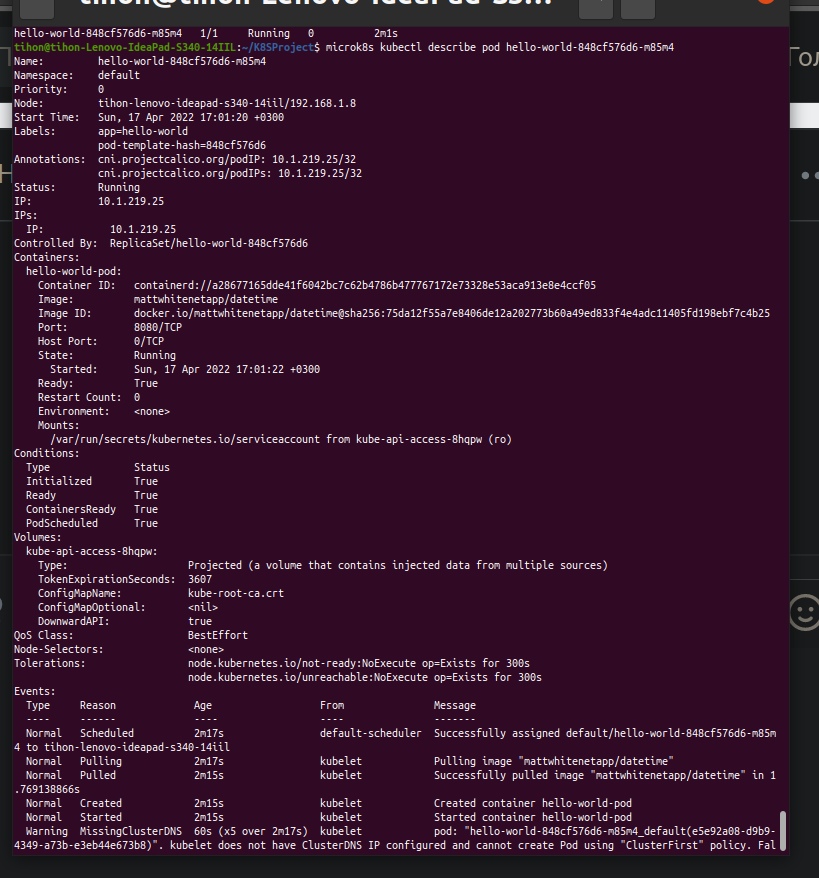 hello-world-848cf576d6-m85m4   1/1     Running   0          2m1s
tihon@tihon-Lenovo-IdeaPad-S340-14IIL:~/K8SProject$ microk8s kubectl describe pod hello-world-848cf576d6-m85m4
Name:         hello-world-848cf576d6-m85m4
Namespace:    default
Priority:     0
Node:         tihon-lenovo-ideapad-s340-14iil/192.168.1.8
Start Time:   Sun, 17 Apr 2022 17:01:20 +0300
Labels:       app=hello-world
              pod-template-hash=848cf576d6
Annotations:  cni.projectcalico.org/podIP: 10.1.219.25/32
              cni.projectcalico.org/podIPs: 10.1.219.25/32
Status:       Running
IP:           10.1.219.25
IPs:
  IP:           10.1.219.25
Controlled By:  ReplicaSet/hello-world-848cf576d6
Containers:
  hello-world-pod:
    Container ID:   containerd://a28677165dde41f6042bc7c62b4786b477767172e73328e53aca913e8e4ccf05
    Image:          mattwhitenetapp/datetime
    Image ID:       docker.io/mattwhitenetapp/datetime@sha256:75da12f55a7e8406de12a202773b60a49ed833f4e4adc11405fd198ebf7c4b25
    Port:           8080/TCP
    Host Port:      0/TCP
    State:          Running
      Started:      Sun, 17 Apr 2022 17:01:22 +0300
    Ready:          True
    Restart Count:  0
    Environment:    <none>
    Mounts:
      /var/run/secrets/kubernetes.io/serviceaccount from kube-api-access-8hqpw (ro)
Conditions:
  Type              Status
  Initialized       True
  Ready             True
  ContainersReady   True
  PodScheduled      True
Volumes:
  kube-api-access-8hqpw:
    Type:                    Projected (a volume that contains injected data from multiple sources)
    TokenExpirationSeconds:  3607
    ConfigMapName:           kube-root-ca.crt
    ConfigMapOptional:       <nil>
    DownwardAPI:             true
QoS Class:                   BestEffort
Node-Selectors:              <none>
Tolerations:                 node.kubernetes.io/not-ready:NoExecute op=Exists for 300s
                             node.kubernetes.io/unreachable:NoExecute op=Exists for 300s
Events:
  Type     Reason             Age                  From               Message
  ----     ------             ----                 ----               -------
  Normal   Scheduled          2m17s                default-scheduler  Successfully assigned default/hello-world-848cf576d6-m85m
4 to tihon-lenovo-ideapad-s340-14iil
  Normal   Pulling            2m17s                kubelet            Pulling image "mattwhitenetapp/datetime"
  Normal   Pulled             2m15s                kubelet            Successfully pulled image "mattwhitenetapp/datetime" in 1
.769138866s
  Normal   Created            2m15s                kubelet            Created container hello-world-pod
  Normal   Started            2m15s                kubelet            Started container hello-world-pod
  Warning  MissingClusterDNS  60s (x5 over 2m17s)  kubelet            pod: "hello-world-848cf576d6-m85m4_default(e5e92a08-d9b9-
4349-a73b-e3eb44e673b8)". kubelet does not have ClusterDNS IP configured and cannot create Pod using "ClusterFirst" policy. Fal